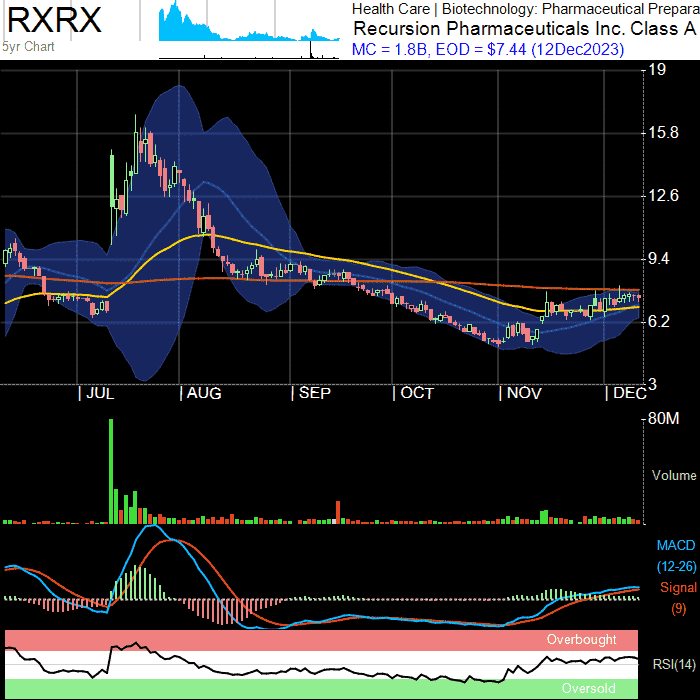 RXRX
5yr Chart
Health Care | Biotechnology: Pharmaceutical Prepara
Recursion Pharmaceuticals Inc. Class A
MC = 1.8B, EOD = $7.44 (12Dec2023)
19
15.8
12.6
9.4
6.2
3
| JUL | AUG | SEP | OCT | NOV | DEC
80M
Volume
MACD
(12-26)
Signal
(9)
Overbought
RSI(14)
Oversold